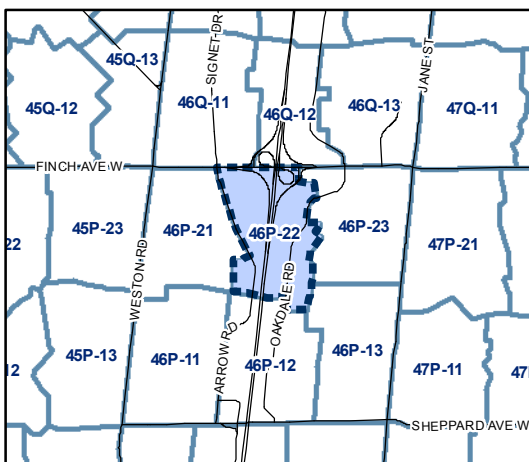 SIGNET DR
45Q-13
JANE ST
46Q-11
46Q-13
47Q-11
45Q-12
46Q-12
FINCH AVE W
45P-23
46P-21
46P-22
46P-23
22
47P-21
WESTON RD
OAKDALE RD
ARROW RD
45P-13
46P-11
46P-12
46P-13
47P-11
12
47
SHEPPARD AVE W